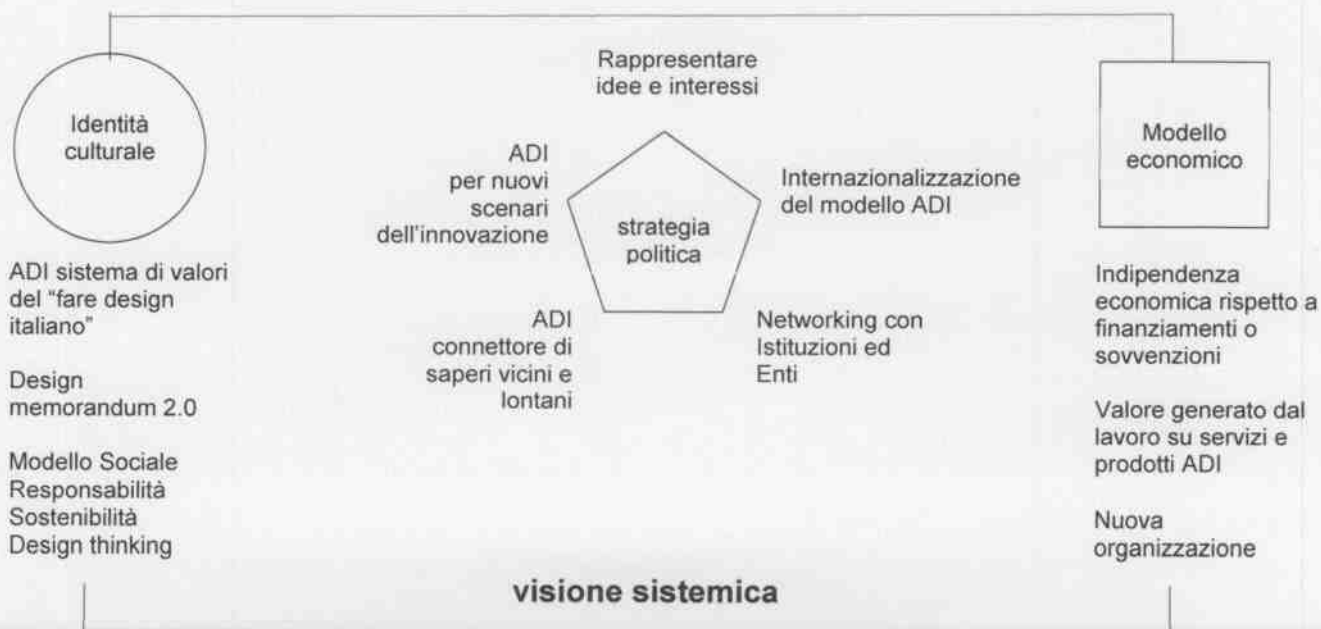 Identità
culturale
ADI sistema di valori
del “fare design
italiano”
Design
memorandum 2.0
Modello Sociale
Responsabilità
Sostenibilità
Design thinking
Rappresentare
idee e interessi
ADI
per nuovi
scenari
dell’innovazione
Internazionalizzazione
del modello ADI
strategia
politica
ADI
connettore di
saperi vicini e
lontani
Networking con
Istituzioni ed
Enti
Modello
economico
Indipendenza
economica rispetto a
finanziamenti o
sovvenzioni
Valore generato dal
lavoro su servizi e
prodotti ADI
Nuova
organizzazione
visione sistemica